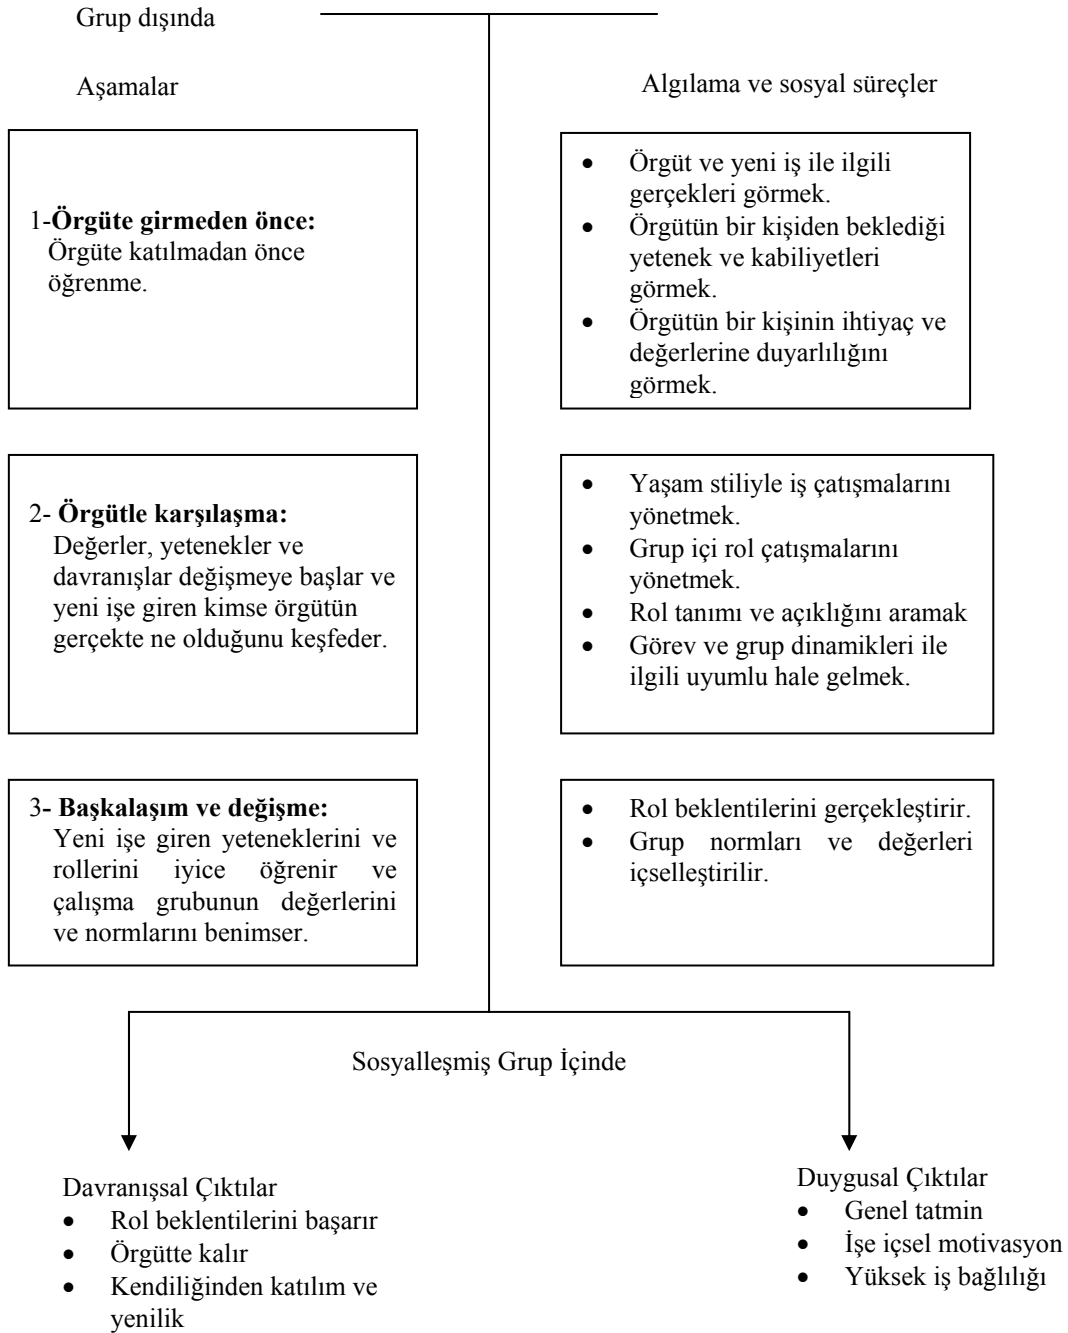 Grup dışında
Aşamalar
Algılama ve sosyal süreçler
1-Örgüte girmeden önce:
Örgüte katılmadan önce
öğrenme.
• Örgüt ve yeni iş ile ilgili
gerçekleri görmek.
• Örgütün bir kişiden beklediği
yetenek ve kabiliyetleri
görmek.
• Örgütün bir kişinin ihtiyaç ve
değerlerine duyarlılığını
görmek.
2- Örgütle karşılaşma:
Değerler, yetenekler ve
davranışlar değişmeye başlar ve
yeni işe giren kimse örgütün
gerçekte ne olduğunu keşfeder.
• Yaşam stiliyle iş çatışmalarını
yönetmek.
• Grup içi rol çatışmalarını
yönetmek.
• Rol tanımı ve açıklığını aramak
• Görev ve grup dinamikleri ile
ilgili uyumlu hale gelmek.
3- Başkalaşım ve değişme:
Yeni işe giren yeteneklerini ve
rollerini iyice öğrenir ve
çalışma grubunun değerlerini
ve normlarını benimser.
• Rol beklentilerini gerçekleştirir.
• Grup normları ve değerleri
içselleştirilir.
Sosyalleşmiş Grup İçinde
Davranışsal Çıktılar
• Rol beklentilerini başarır
• Örgütte kalır
• Kendiliğinden katılım ve
yenilik
Duygusal Çıktılar
• Genel tatmin
• İşe içsel motivasyon
• Yüksek iş bağlılığı